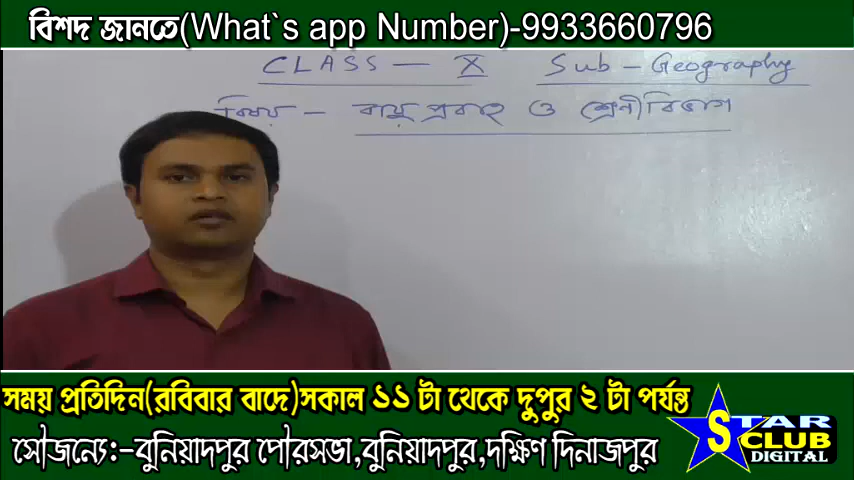 বিশদ জানতে(What`s app Number)-9933660796
CLASS — X Sub - Geography
বিষয় - বায়ু প্রবাহ ও শ্রেণীবিভাগ
সময় প্রতিদিন(রবিবার বাদে)সকাল ১১ টা থেকে দুপুর ২ টা পর্যন্ত
সৌজন্যে:-বুনিয়াদপুর পৌরসভা,বুনিয়াদপুর,দক্ষিণ দিনাজপুর
STAR
CLUB
DIGITAL